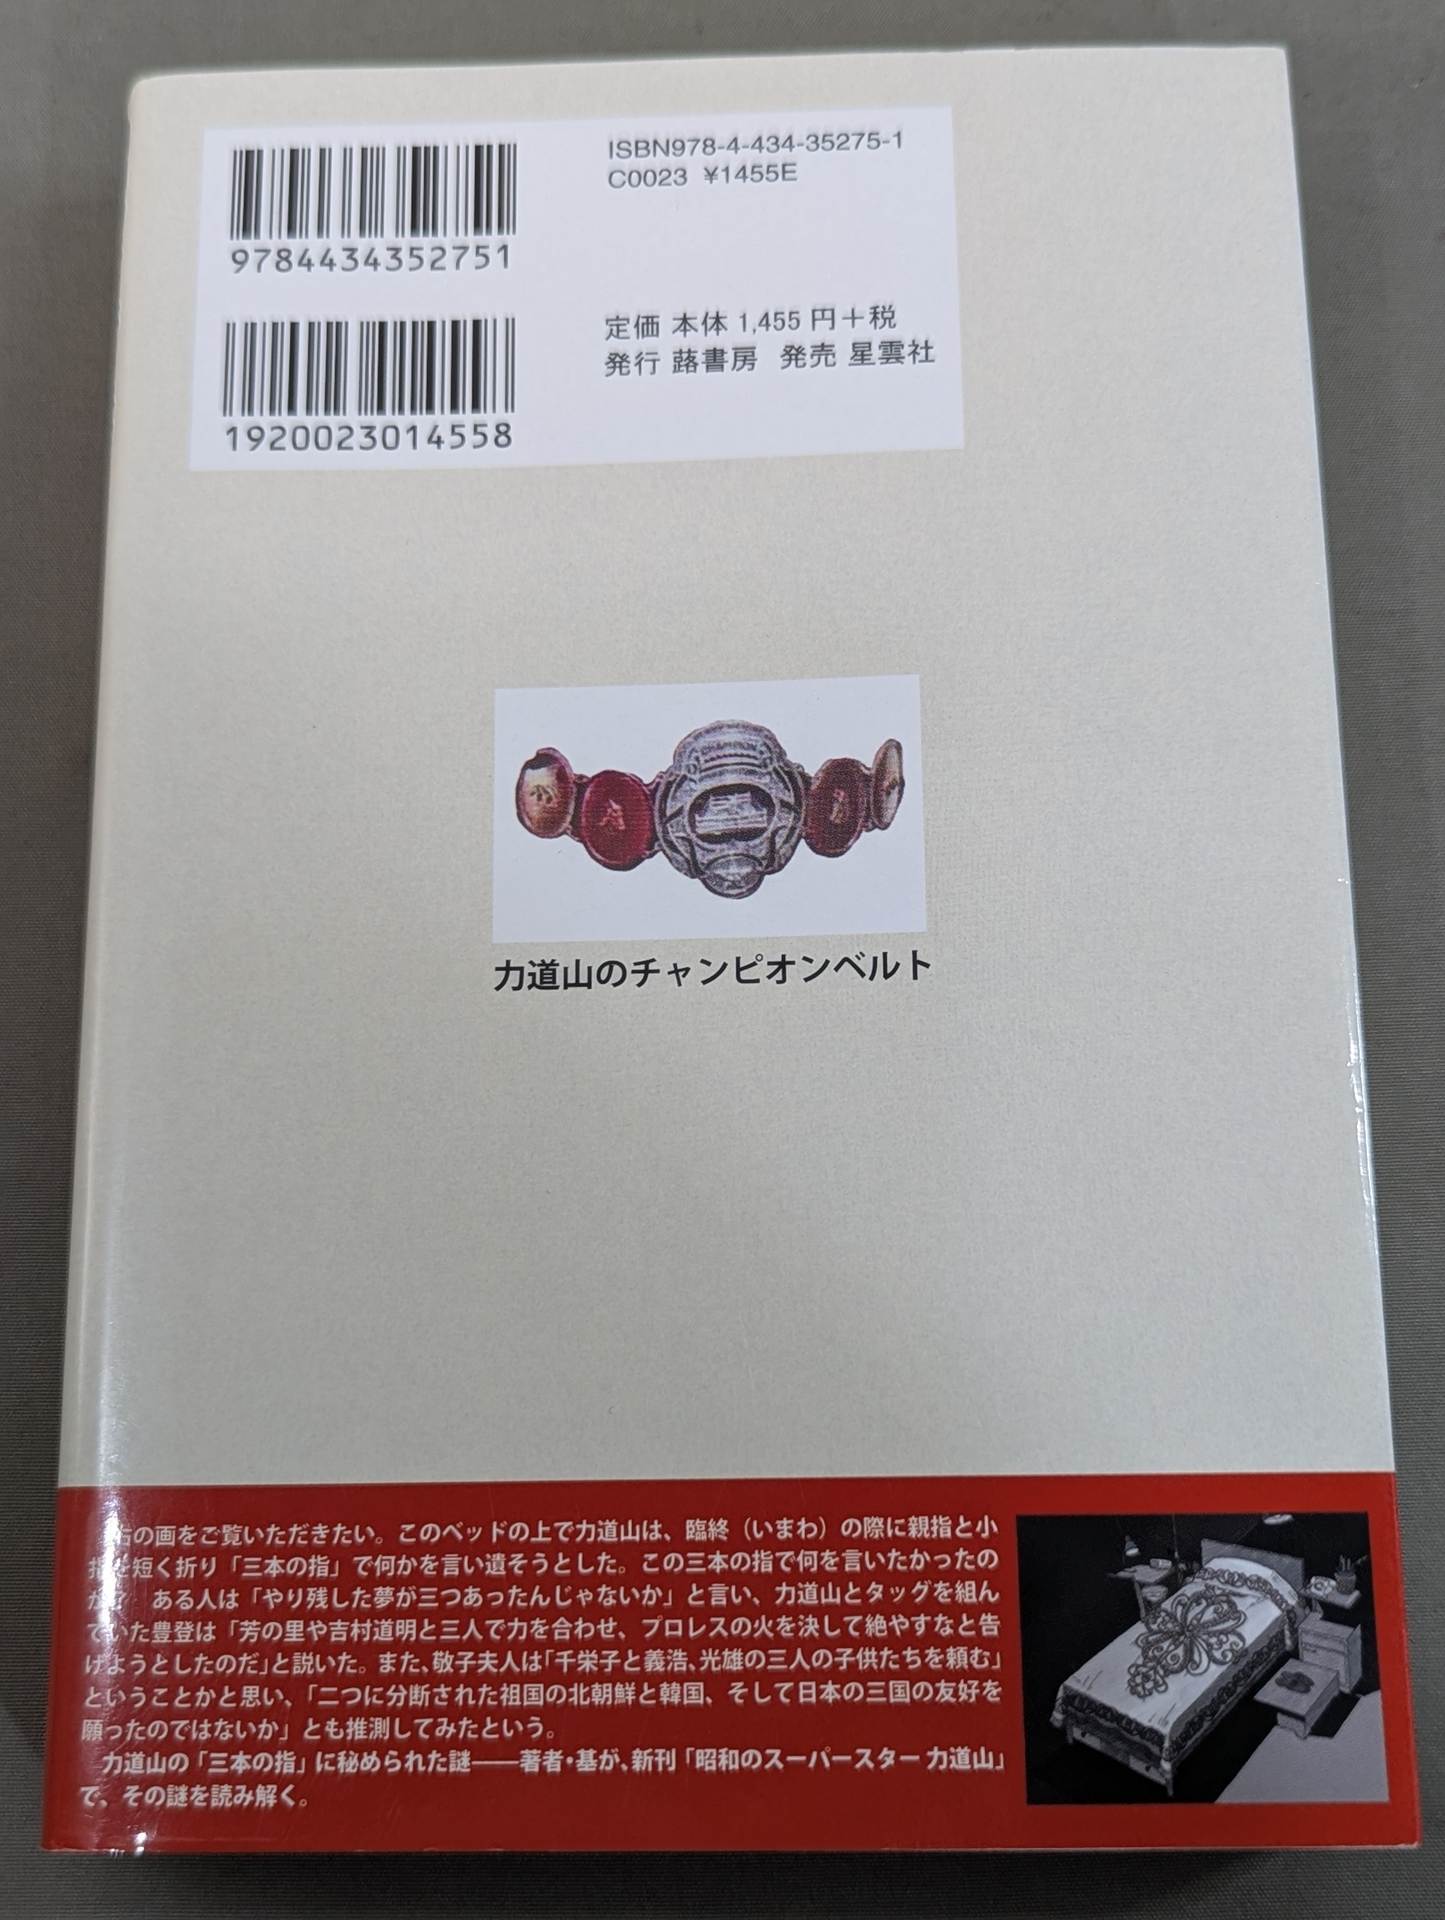 ISBN978-4-434-35275-1
C0023 ¥1455E
9784434352751
定価 本体 1,455 円＋税
発行 蕗書房 発売 星雲社
1920023014558
CHAMPION
力道山のチャンピオンベルト
右の画をご覧いただきたい。このベッドの上で力道山は、臨終（いまわ）の際に親指と小
指を短く折り「三本の指」で何かを言い遺そうとした。この三本の指で何を言いたかったの
か？　ある人は「やり残した夢が三つあったんじゃないか」と言い、力道山とタッグを組ん
でいた豊登は「芳の里や吉村道明と三人で力を合わせ、プロレスの火を決して絶やすなと告
げようとしたのだ」と説いた。また、敬子夫人は「千栄子と義浩、光雄の三人の子供たちを頼む」
ということかと思い、「二つに分断された祖国の北朝鮮と韓国、そして日本の三国の友好を
願ったのではないか」とも推測してみたという。
力道山の「三本の指」に秘められた謎――著者・基が、新刊「昭和のスーパースター 力道山」
で、その謎を読み解く。